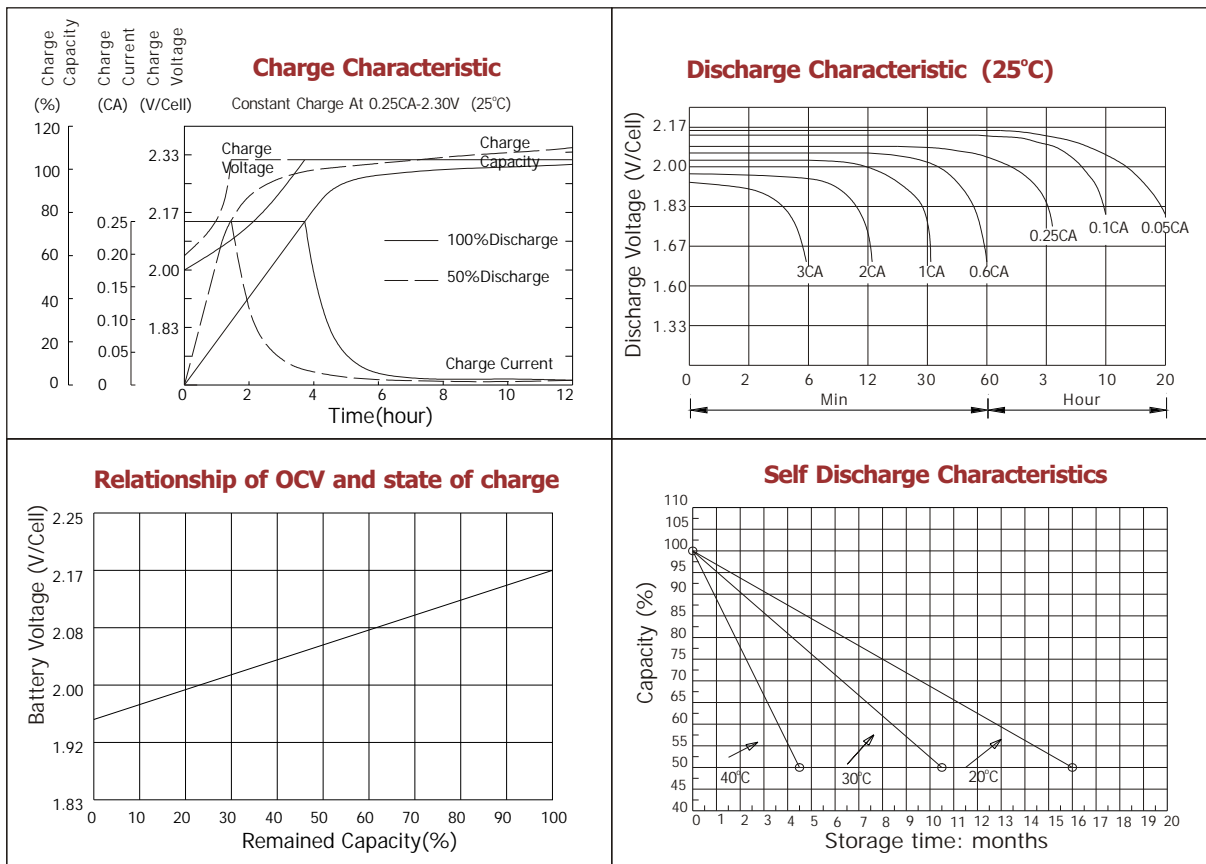 Charge Capacity
Charge Current
Charge Voltage
Charge Characteristic
(%) (CA) (V/Cell)
Constant Charge At 0.25CA-2.30V (25°C)
120
100
80
60
40
20
0
0.25
0.20
0.15
0.10
0.05
0
2.33
2.17
2.00
1.83
Charge Voltage
Charge Capacity
100%Discharge
50%Discharge
Charge Current
0 2 4 6 8 10 12
Time(hour)
Discharge Characteristic (25°C)
Discharge Voltage (V/Cell)
2.17
2.00
1.83
1.67
1.60
1.33
3CA 2CA 1CA 0.6CA 0.25CA 0.1CA 0.05CA
0 2 6 12 30 60 3 10 20
Min Hour
Relationship of OCV and state of charge
Battery Voltage (V/Cell)
2.25
2.17
2.08
2.00
1.92
1.83
0 10 20 30 40 50 60 70 80 90 100
Remained Capacity(%)
Self Discharge Characteristics
Capacity (%)
110
105
100
95
90
85
80
75
70
65
60
55
50
45
40
40°C 30°C 20°C
0 1 2 3 4 5 6 7 8 9 10 11 12 13 14 15 16 17 18 19 20
Storage time: months